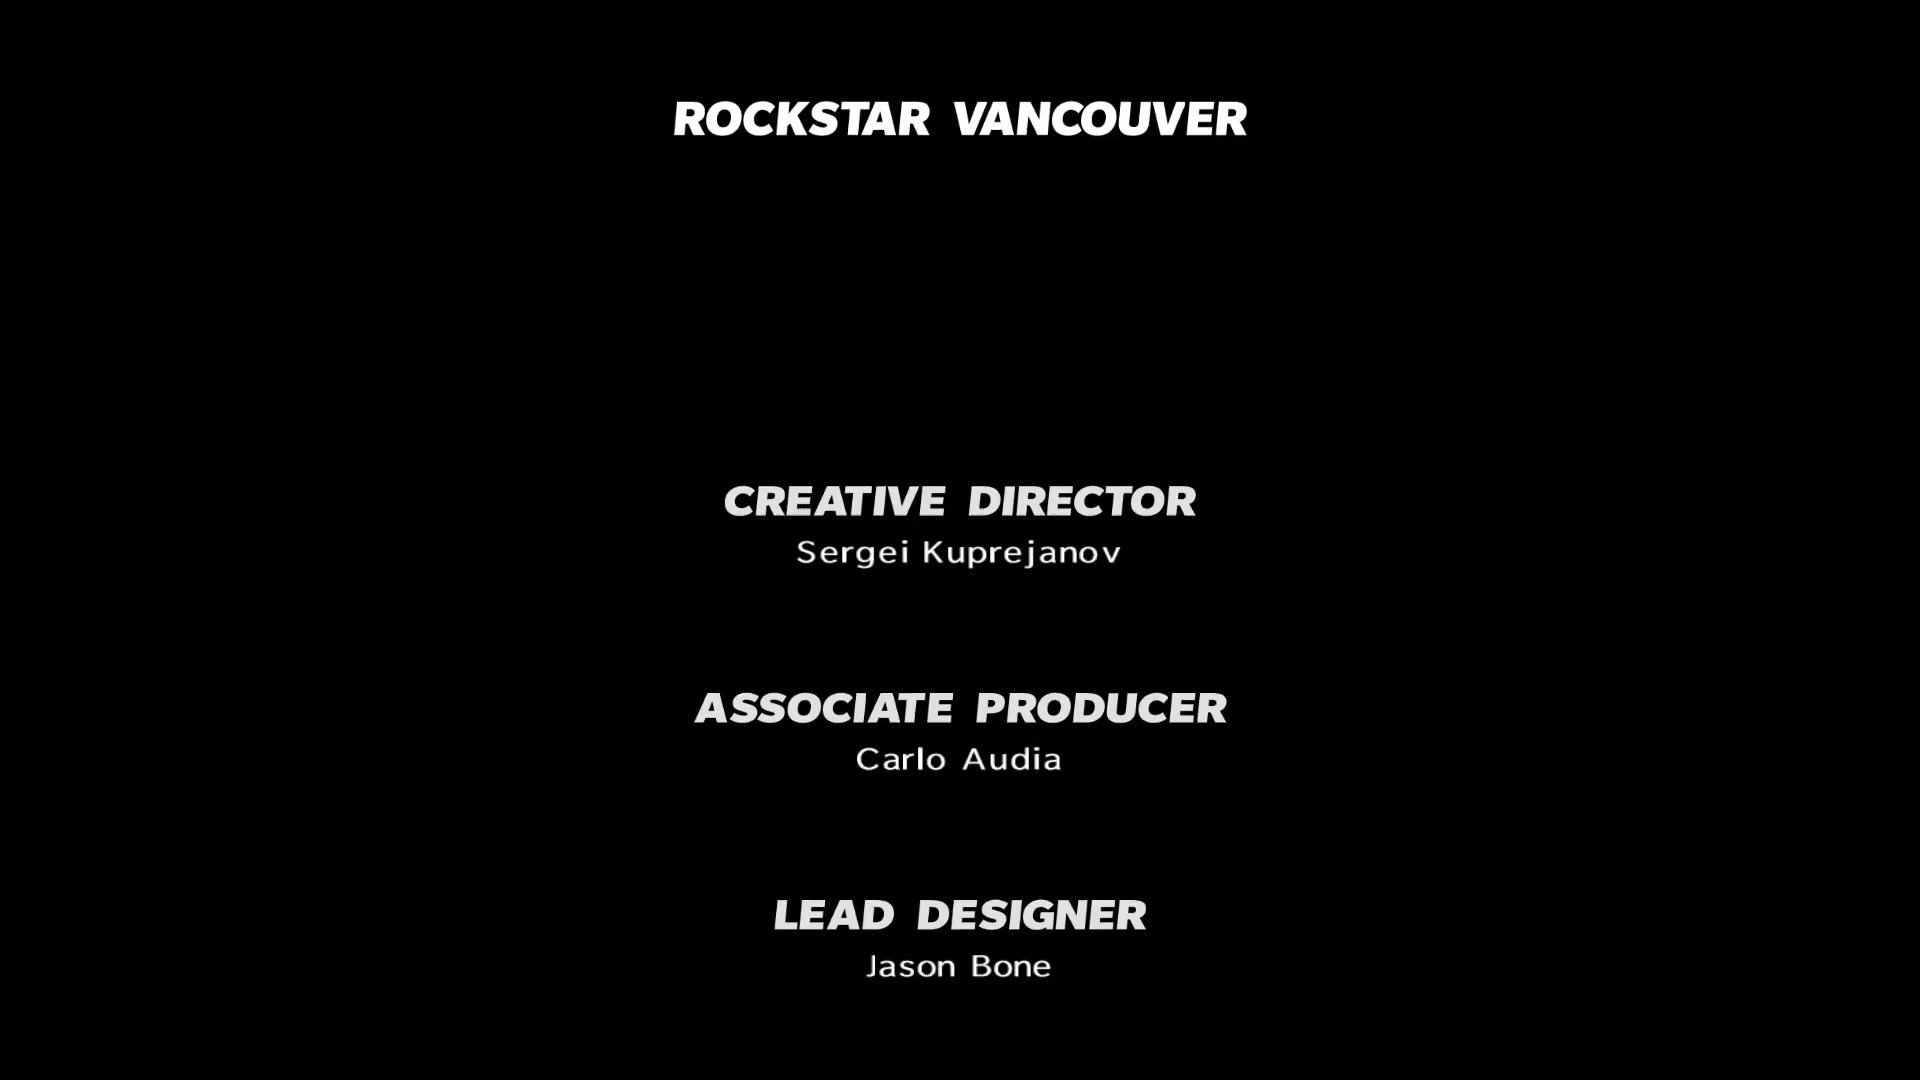 ROCKSTAR VANCOUVER
CREATIVE DIRECTOR
Sergei Kuprejanov
ASSOCIATE PRODUCER
Carlo Audia
LEAD DESIGNER
Jason Bone